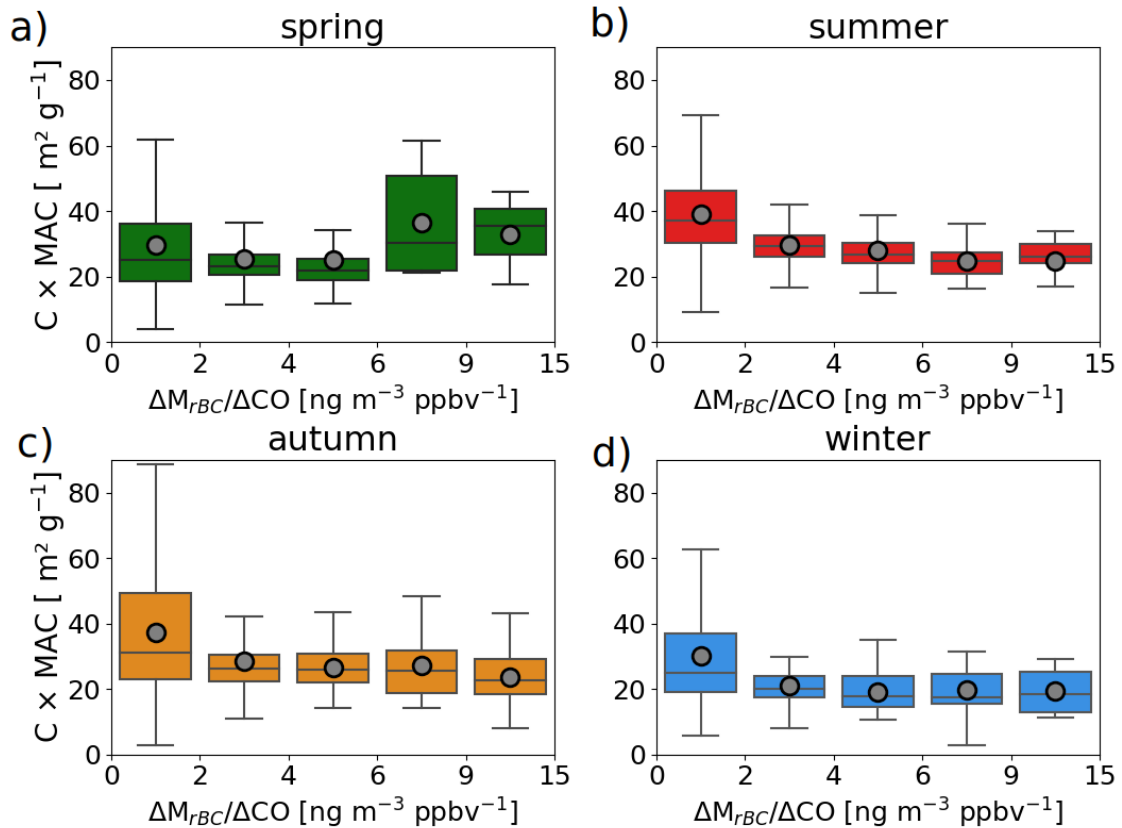 a)
spring
C × MAC [ m² g⁻¹]
80
60
40
20
0
0 2 4 6 9 15
ΔM_rBC/ΔCO [ng m⁻³ ppbv⁻¹]
b)
summer
80
60
40
20
0
0 2 4 6 9 15
ΔM_rBC/ΔCO [ng m⁻³ ppbv⁻¹]
c)
autumn
C × MAC [ m² g⁻¹]
80
60
40
20
0
0 2 4 6 9 15
ΔM_rBC/ΔCO [ng m⁻³ ppbv⁻¹]
d)
winter
80
60
40
20
0
0 2 4 6 9 15
ΔM_rBC/ΔCO [ng m⁻³ ppbv⁻¹]